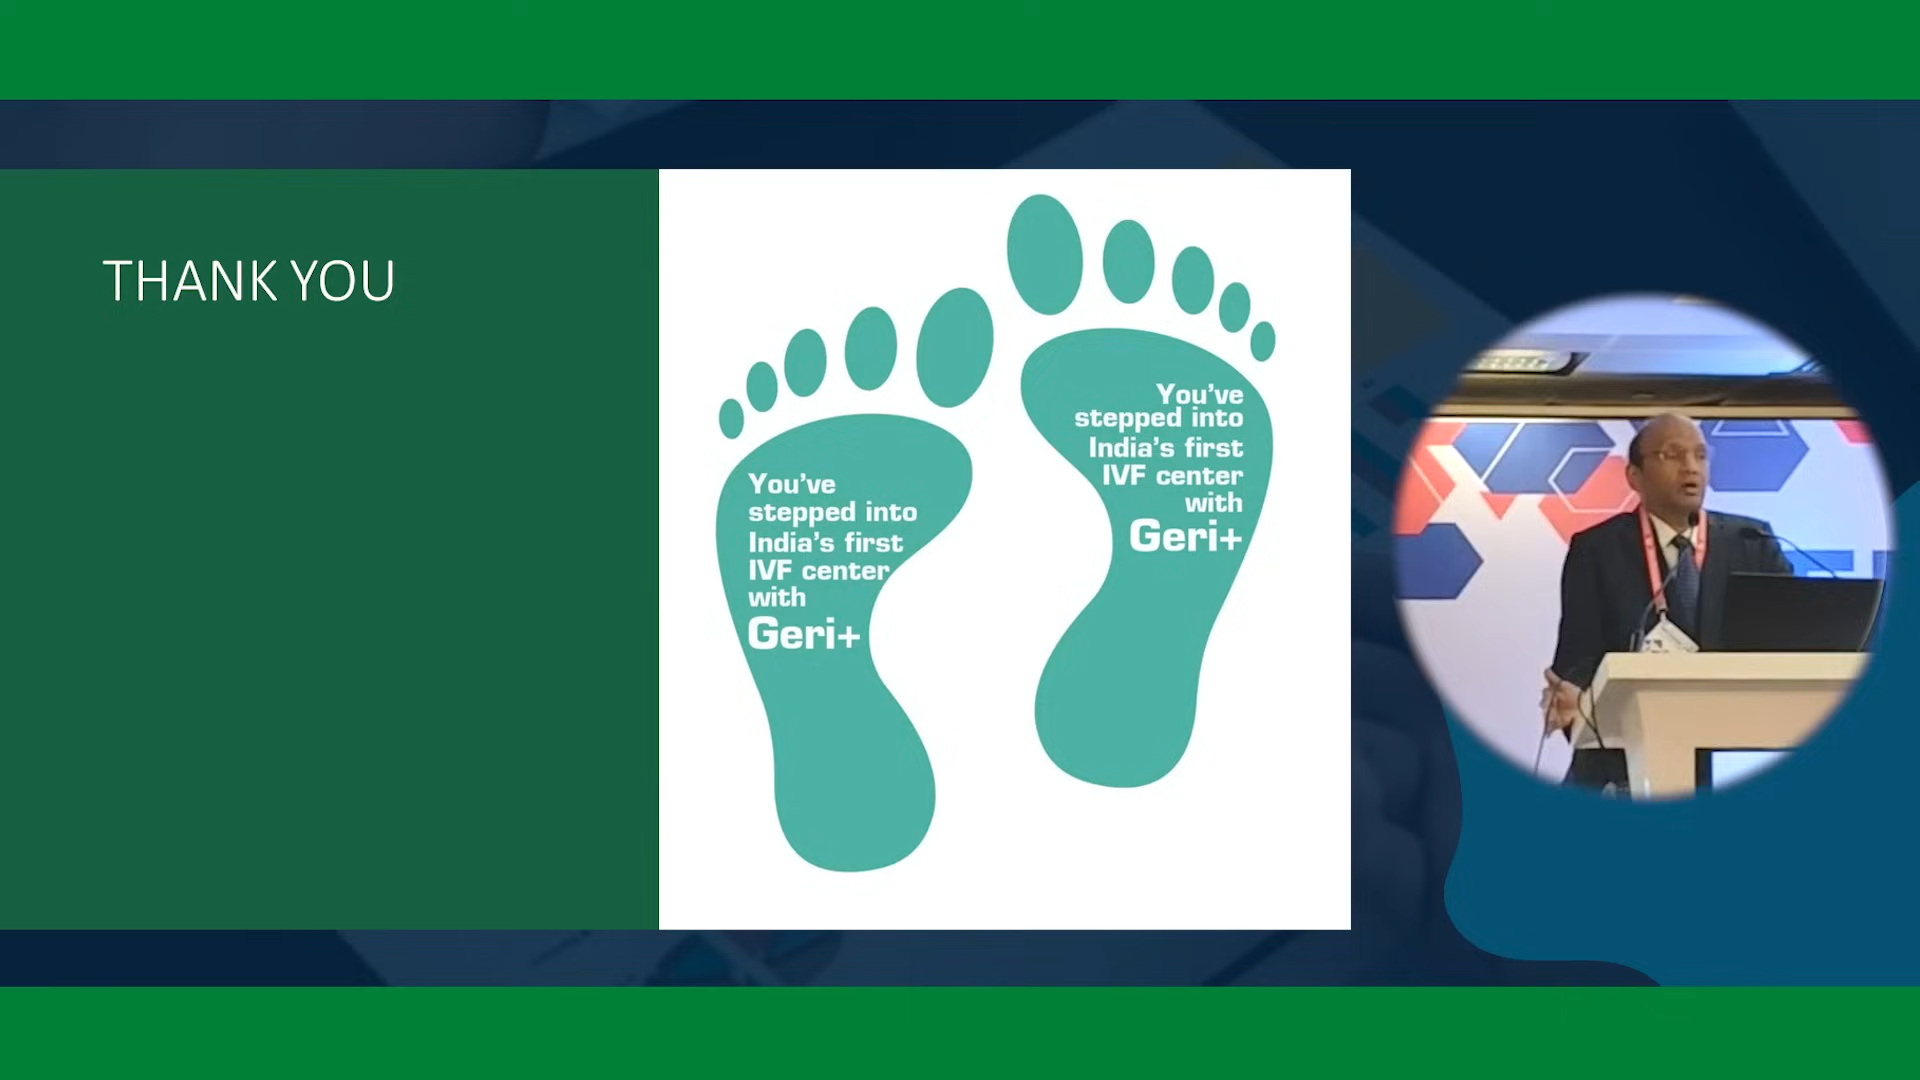 THANK YOU
You've
stepped into
India's first
IVF center
with
Geri+
You've
stepped into
India's first
IVF center
with
Geri+